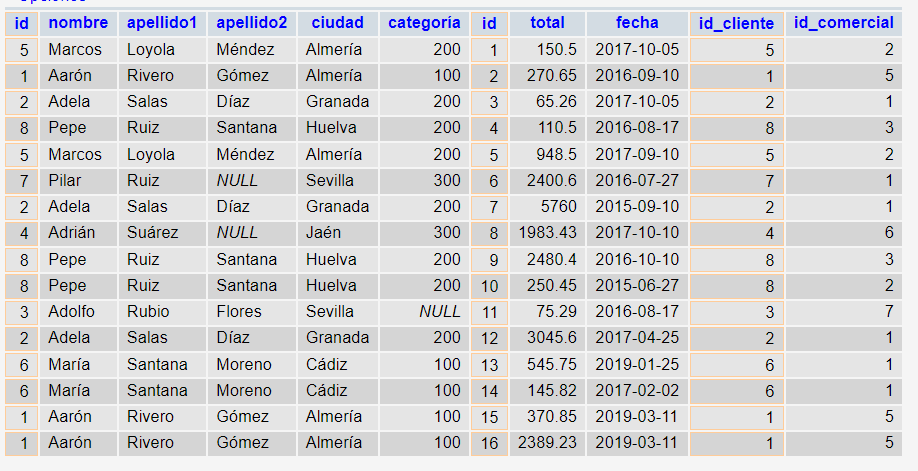 id nombre apellido1 apellido2 ciudad categoría id total fecha id_cliente id_comercial
5 Marcos Loyola Méndez Almería 200 1 150.5 2017-10-05 5 2
1 Aarón Rivero Gómez Almería 100 2 270.65 2016-09-10 1 5
2 Adela Salas Díaz Granada 200 3 65.26 2017-10-05 2 1
8 Pepe Ruiz Santana Huelva 200 4 110.5 2016-08-17 8 3
5 Marcos Loyola Méndez Almería 200 5 948.5 2017-09-10 5 2
7 Pilar Ruiz NULL Sevilla 300 6 2400.6 2016-07-27 7 1
2 Adela Salas Díaz Granada 200 7 5760 2015-09-10 2 1
4 Adrián Suárez NULL Jaén 300 8 1983.43 2017-10-10 4 6
8 Pepe Ruiz Santana Huelva 200 9 2480.4 2016-10-10 8 3
8 Pepe Ruiz Santana Huelva 200 10 250.45 2015-06-27 8 2
3 Adolfo Rubio Flores Sevilla NULL 11 75.29 2016-08-17 3 7
2 Adela Salas Díaz Granada 200 12 3045.6 2017-04-25 2 1
6 María Santana Moreno Cádiz 100 13 545.75 2019-01-25 6 1
6 María Santana Moreno Cádiz 100 14 145.82 2017-02-02 6 1
1 Aarón Rivero Gómez Almería 100 15 370.85 2019-03-11 1 5
1 Aarón Rivero Gómez Almería 100 16 2389.23 2019-03-11 1 5